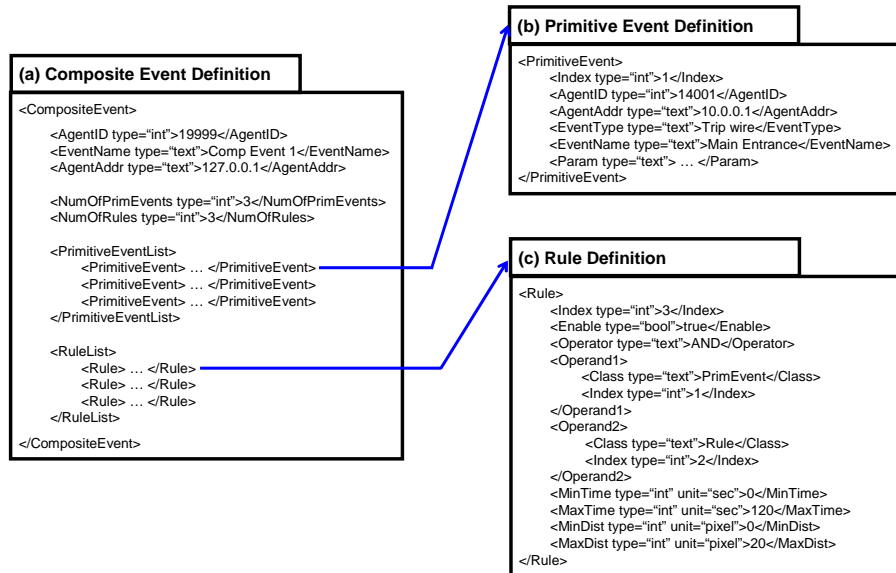 (a) Composite Event Definition
<CompositeEvent>
<AgentID type=“int”>19999</AgentID>
<EventName type=“text”>Comp Event 1</EventName>
<AgentAddr type=“text”>127.0.0.1</AgentAddr>
<NumOfPrimEvents type=“int”>3</NumOfPrimEvents>
<NumOfRules type=“int”>3</NumOfRules>
<PrimitiveEventList>
<PrimitiveEvent> … </PrimitiveEvent>
<PrimitiveEvent> … </PrimitiveEvent>
<PrimitiveEvent> … </PrimitiveEvent>
</PrimitiveEventList>
<RuleList>
<Rule> … </Rule>
<Rule> … </Rule>
<Rule> … </Rule>
</RuleList>
</CompositeEvent>
(b) Primitive Event Definition
<PrimitiveEvent>
<Index type=“int”>1</Index>
<AgentID type=“int”>14001</AgentID>
<AgentAddr type=“text”>10.0.0.1</AgentAddr>
<EventType type=“text”>Trip wire</EventType>
<EventName type=“text”>Main Entrance</EventName>
<Param type=“text”> … </Param>
</PrimitiveEvent>
(c) Rule Definition
<Rule>
<Index type=“int”>3</Index>
<Enable type=“bool”>true</Enable>
<Operator type=“text”>AND</Operator>
<Operand1>
<Class type=“text”>PrimEvent</Class>
<Index type=“int”>1</Index>
</Operand1>
<Operand2>
<Class type=“text”>Rule</Class>
<Index type=“int”>2</Index>
</Operand2>
<MinTime type=“int” unit=“sec”>0</MinTime>
<MaxTime type=“int” unit=“sec”>120</MaxTime>
<MinDist type=“int” unit=“pixel”>0</MinDist>
<MaxDist type=“int” unit=“pixel”>20</MaxDist>
</Rule>